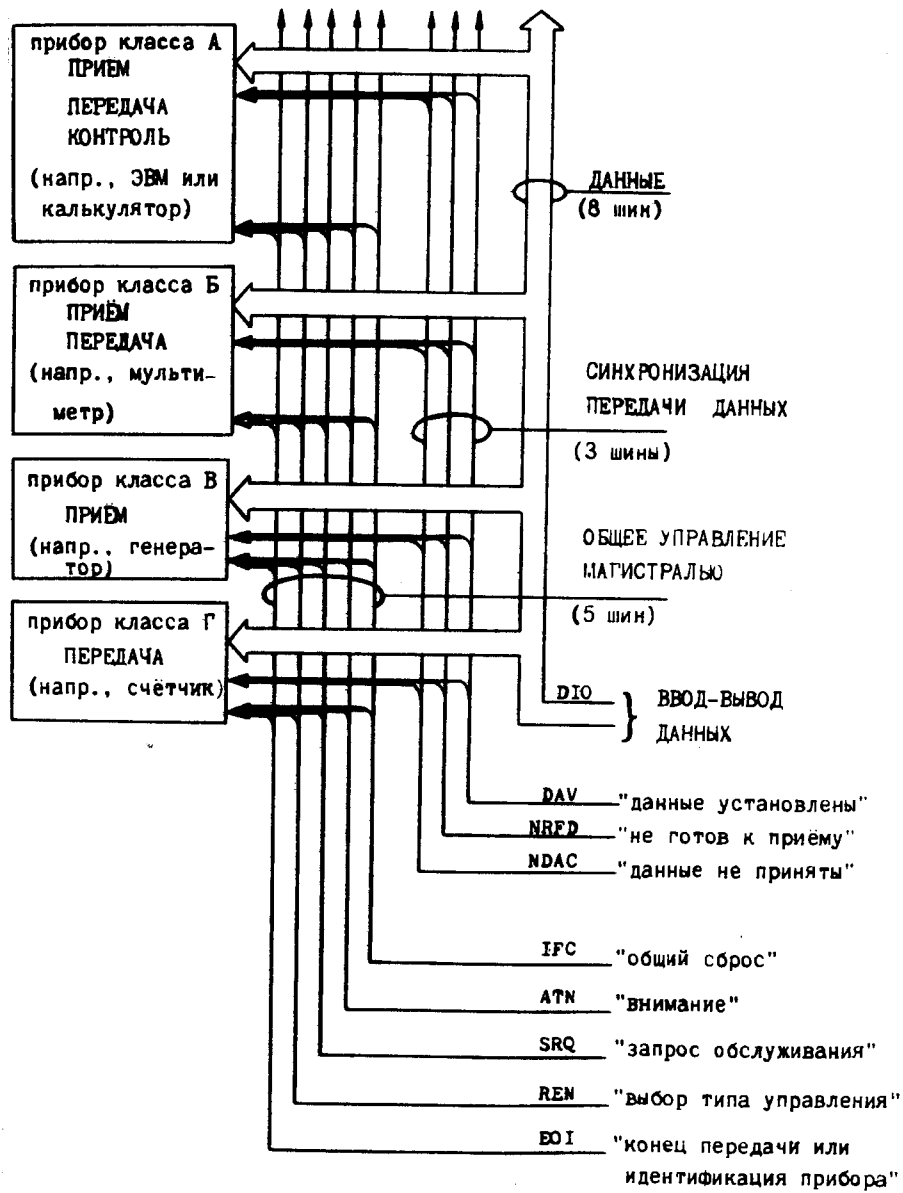 прибор класса А
ПРИЕМ
ПЕРЕДАЧА
КОНТРОЛЬ
(напр., ЭВМ или
калькулятор)
прибор класса Б
ПРИЁМ
ПЕРЕДАЧА
(напр., мульти-
метр)
прибор класса В
ПРИЁМ
(напр., генера-
тор)
прибор класса Г
ПЕРЕДАЧА
(напр., счётчик)
ДАННЫЕ
(8 шин)
СИНХРОНИЗАЦИЯ
ПЕРЕДАЧИ ДАННЫХ
(3 шины)
ОБЩЕЕ УПРАВЛЕНИЕ
МАГИСТРАЛЬЮ
(5 шин)
DIO } ВВОД-ВЫВОД
ДАННЫХ
DAV "данные установлены"
NRFD "не готов к приёму"
NDAC "данные не приняты"
IFC "общий сброс"
ATN "внимание"
SRQ "запрос обслуживания"
REN "выбор типа управления"
EOI "конец передачи или
идентификация прибора"